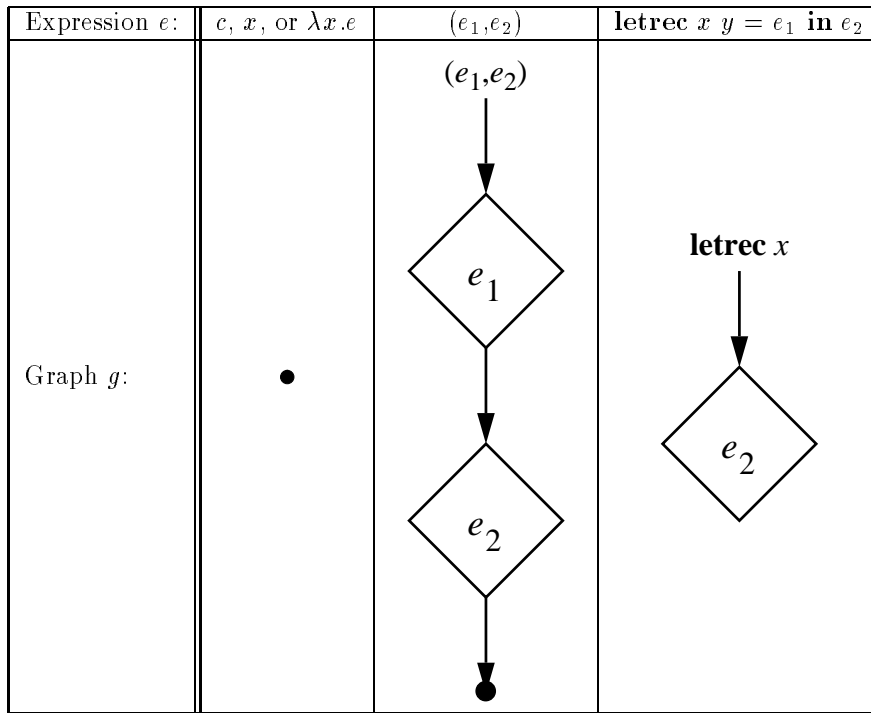 Expression e: c, x, or λx.e (e₁,e₂) letrec x y = e₁ in e₂
(e₁,e₂)
e₁
letrec x
Graph g:
e₂
e₂